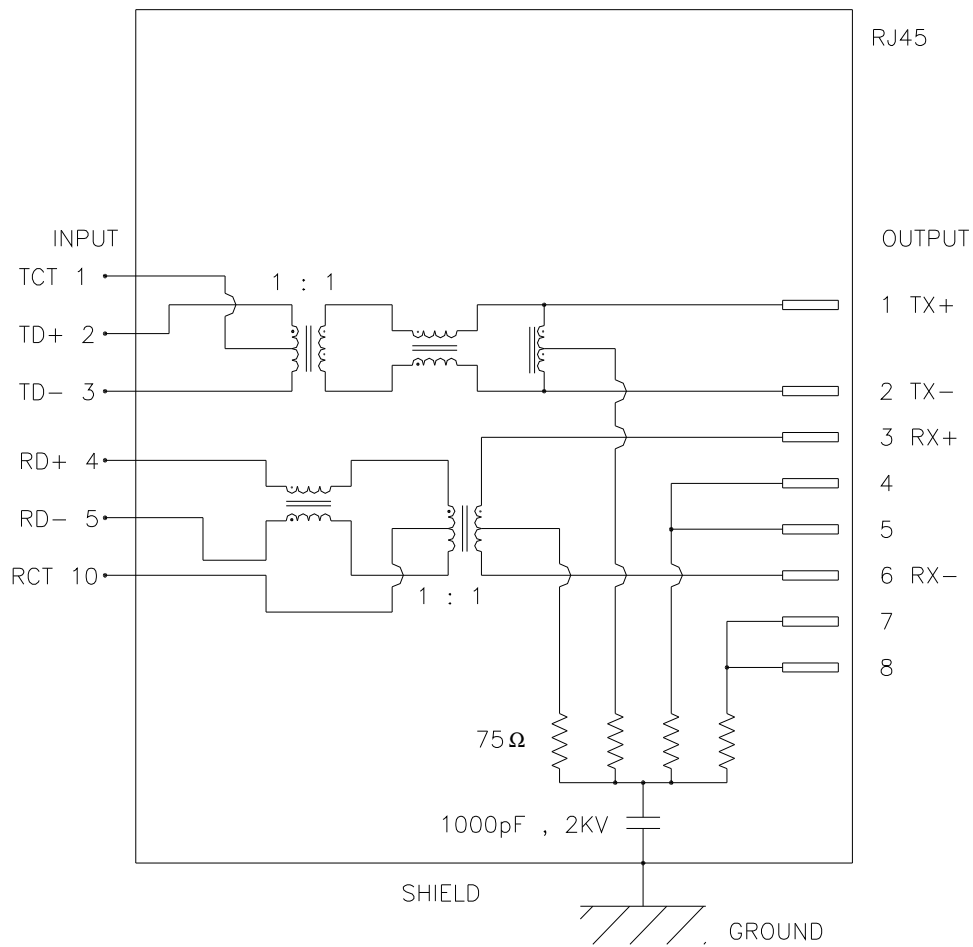 RJ45
INPUT
OUTPUT
TCT 1
1 : 1
1 TX+
TD+ 2
TD- 3
2 TX-
3 RX+
RD+ 4
4
RD- 5
5
RCT 10
6 RX-
1 : 1
7
8
75Ω
1000pF , 2KV
SHIELD
GROUND